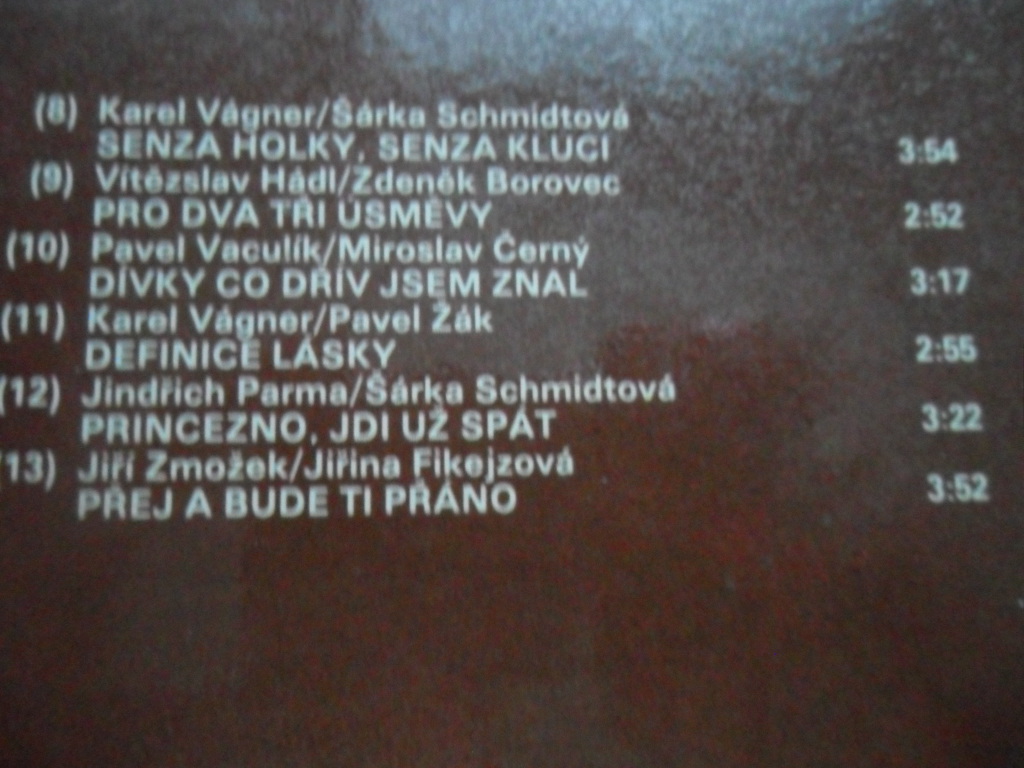 (8) Karel Vágner/Šárka Schmidtová
SENZA HOLKY, SENZA KLUCI 3:54
(9) Vítězslav Hádl/Zdeněk Borovec
PRO DVA TŘI ÚSMĚVY 2:52
(10) Pavel Vaculík/Miroslav Černý
DÍVKY CO DŘÍV JSEM ZNAL 3:17
(11) Karel Vágner/Pavel Žák
DEFINICE LÁSKY 2:55
(12) Jindřich Parma/Šárka Schmidtová
PRINCEZNO, JDI UŽ SPÁT 3:22
(13) Jiří Zmožek/Jiřina Fikejzová
PŘEJ A BUDE TI PŘÁNO 3:52